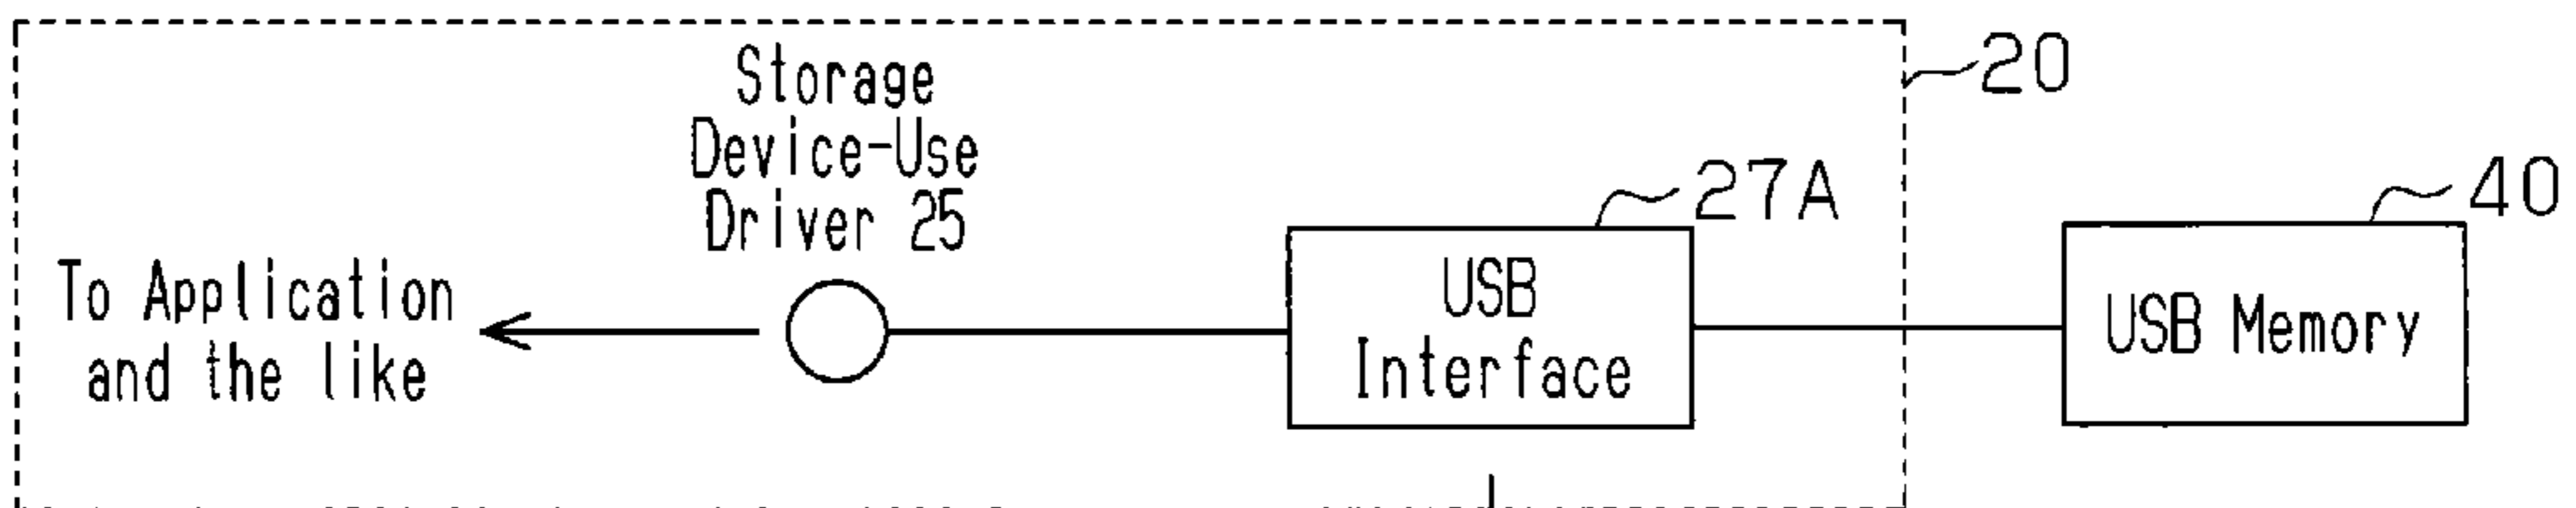 20
Storage
Device-Use
Driver 25
27A
40
To Application
and the like
USB
Interface
USB Memory